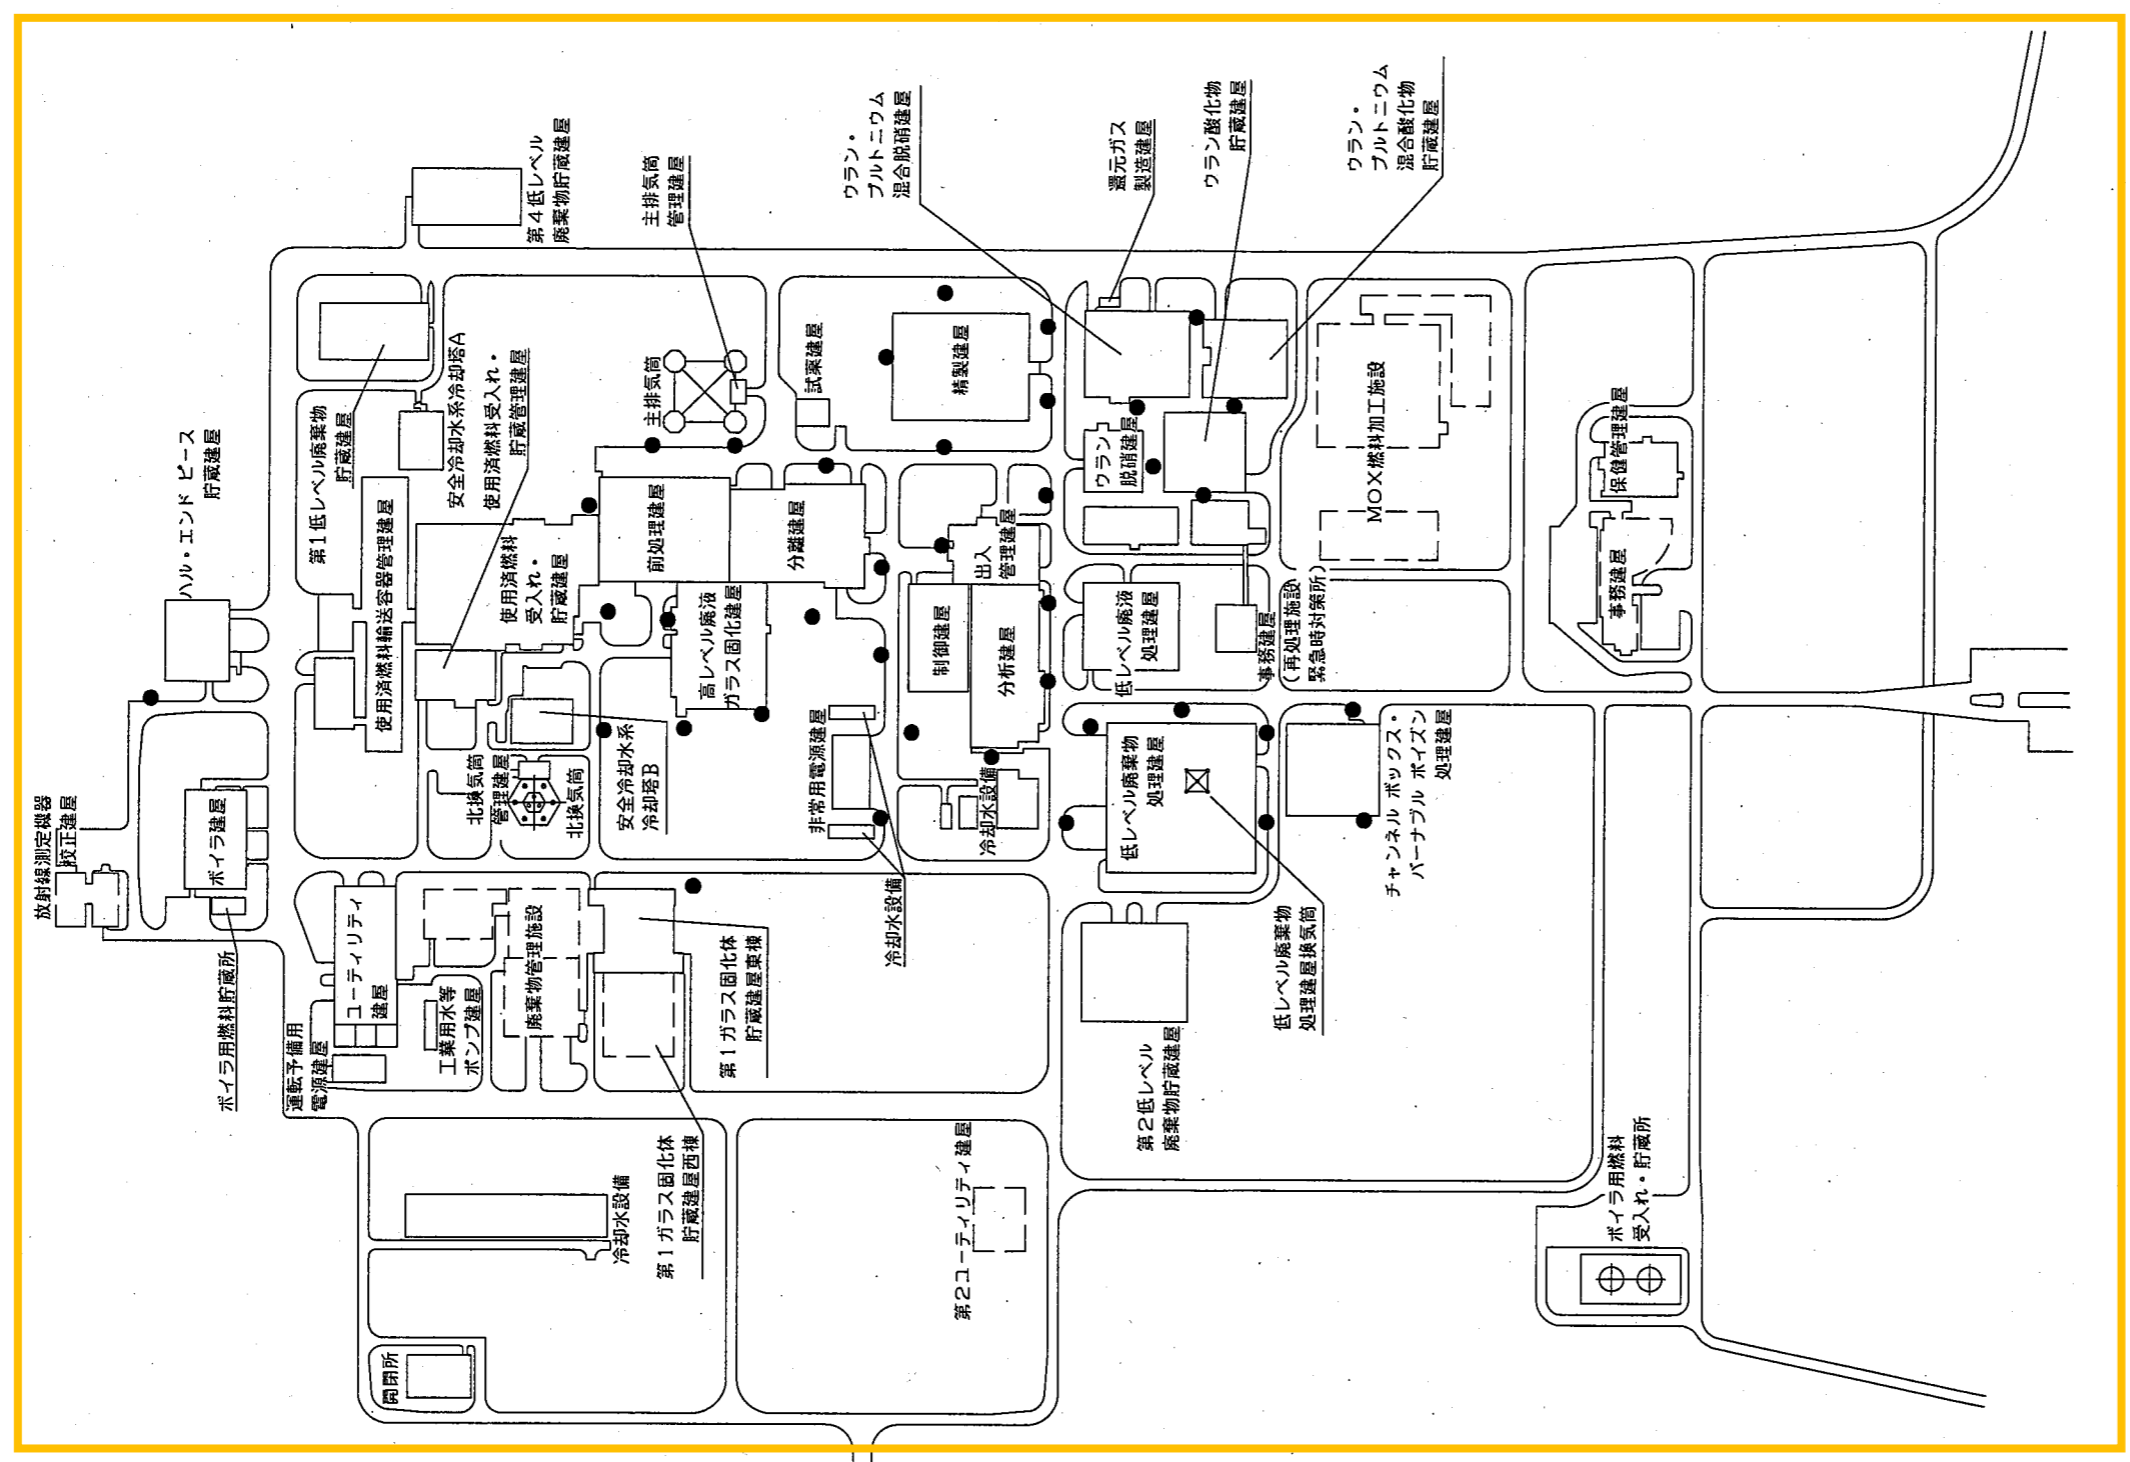 放射線測定機器
校正建屋
ハル・エンド ピース
貯蔵建屋
ボイラ建屋
ボイラ用燃料貯蔵所
運転予備用
電源建屋
第１低レベル廃棄物
貯蔵建屋
使用済燃料輸送容器管理建屋
ユーティリティ
建屋
開閉所
安全冷却水系冷却塔Ａ
使用済燃料受入れ・
貯蔵管理建屋
工業用水等
ポンプ建屋
北換気筒
管理建屋
北換気筒
第４低レベル
廃棄物貯蔵建屋
使用済燃料
受入れ・
貯蔵建屋
廃棄物管理施設
安全冷却水系
冷却塔Ｂ
冷却水設備
主排気筒
管理建屋
主排気筒
前処理建屋
高レベル廃液
ガラス固化建屋
第１ガラス固化体
貯蔵建屋東棟
第１ガラス固化体
貯蔵建屋西棟
試薬建屋
分離建屋
非常用電源建屋
冷却水設備
ウラン・
プルトニウム
混合脱硝建屋
精製建屋
出入
管理建屋
制御建屋
分析建屋
冷却水設備
第２ユーティリティ建屋
還元ガス
製造建屋
ウラン
脱硝建屋
低レベル廃液
処理建屋
低レベル廃棄物
処理建屋
第２低レベル
廃棄物貯蔵建屋
ウラン酸化物
貯蔵建屋
事務建屋
（再処理施設
緊急時対策所）
低レベル廃棄物
処理建屋換気筒
ウラン・
プルトニウム
混合酸化物
貯蔵建屋
ＭＯＸ燃料加工施設
チャンネル ボックス・
バーナブル ポイズン
処理建屋
保健管理建屋
事務建屋
ボイラ用燃料
受入れ・貯蔵所